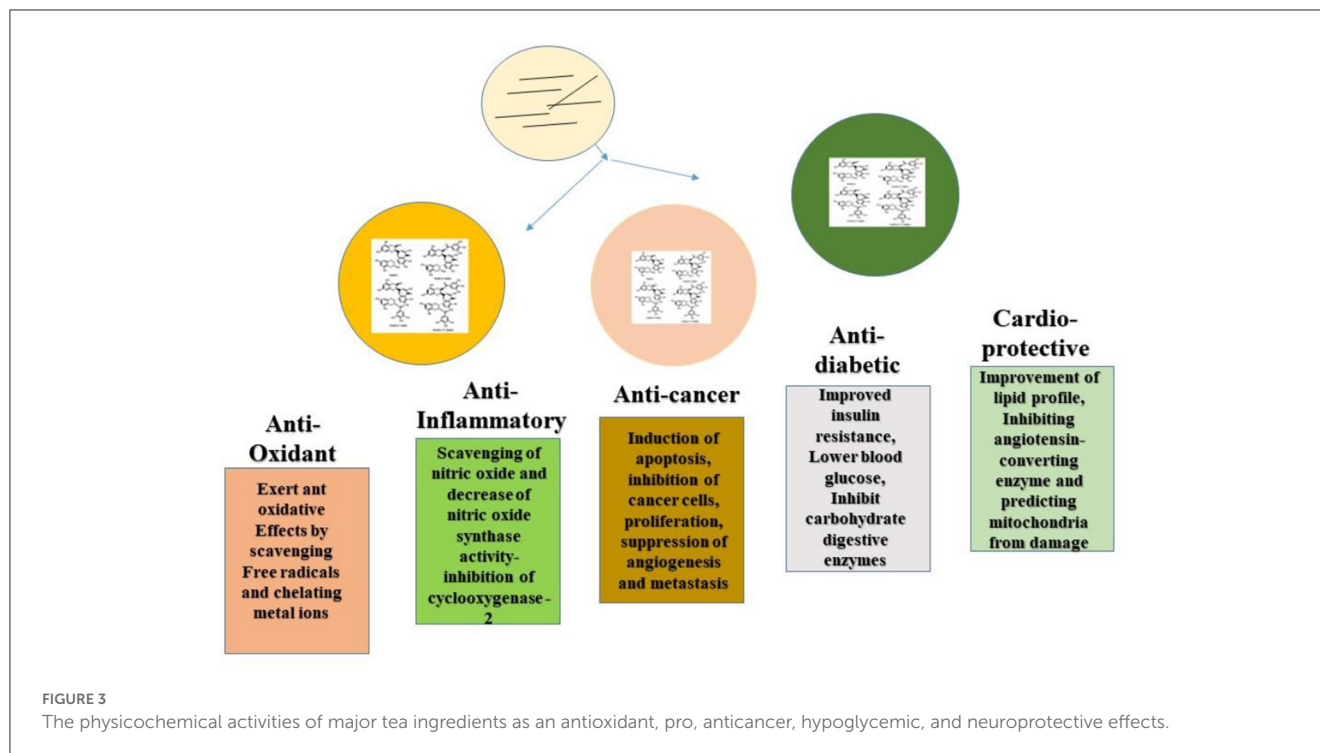 Anti-
Oxidant
Exert ant
oxidative
Effects by
scavenging
Free radicals
and chelating
metal ions
Anti-
Inflammatory
Scavenging of
nitric oxide and
decrease of
nitric oxide
synthase
activity-
inhibition of
cyclooxygenase-
2
Anti-cancer
Induction of
apoptosis,
inhibition of
cancer cells,
proliferation,
suppression of
angiogenesis
and metastasis
Anti-
diabetic
Improved
insulin
resistance,
Lower blood
glucose,
Inhibit
carbohydrate
digestive
enzymes
Cardio-
protective
Improvement of
lipid profile,
Inhibiting
angiotensin-
converting
enzyme and
predicting
mitochondria
from damage
FIGURE 3
The physicochemical activities of major tea ingredients as an antioxidant, pro, anticancer, hypoglycemic, and neuroprotective effects.